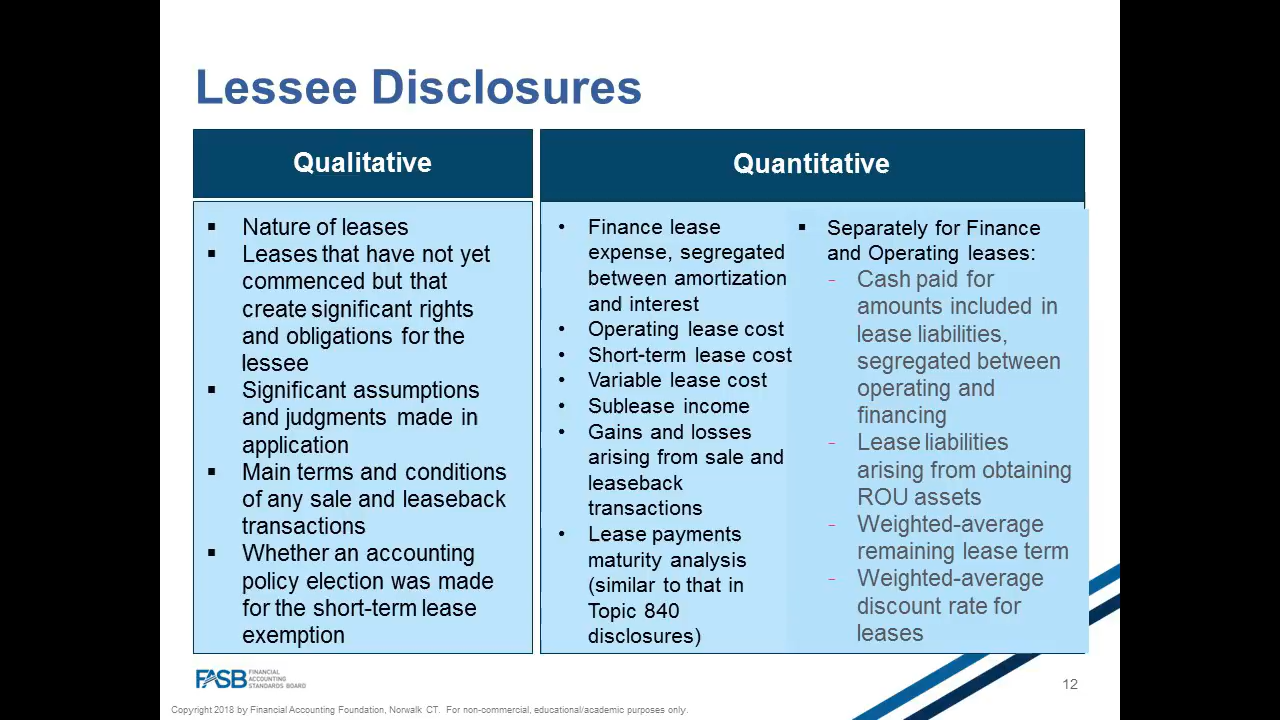 Lessee Disclosures
Qualitative
▪ Nature of leases
▪ Leases that have not yet
commenced but that
create significant rights
and obligations for the
lessee
▪ Significant assumptions
and judgments made in
application
▪ Main terms and conditions
of any sale and leaseback
transactions
▪ Whether an accounting
policy election was made
for the short-term lease
exemption
Quantitative
• Finance lease
expense, segregated
between amortization
and interest
• Operating lease cost
• Short-term lease cost
• Variable lease cost
• Sublease income
• Gains and losses
arising from sale and
leaseback
transactions
• Lease payments
maturity analysis
(similar to that in
Topic 840
disclosures)
▪ Separately for Finance
and Operating leases:
- Cash paid for
amounts included in
lease liabilities,
segregated between
operating and
financing
- Lease liabilities
arising from obtaining
ROU assets
- Weighted-average
remaining lease term
- Weighted-average
discount rate for
leases
FASB
FINANCIAL
ACCOUNTING
STANDARDS BOARD
12
Copyright 2018 by Financial Accounting Foundation, Norwalk CT. For non-commercial, educational/academic purposes only.